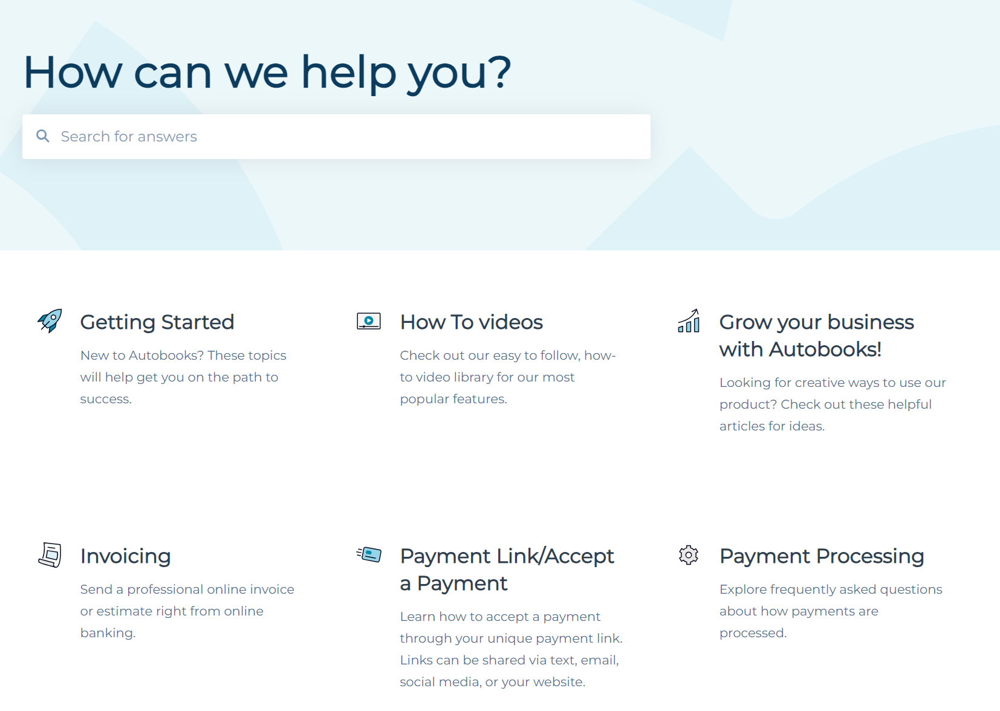 How can we help you?
Search for answers
Getting Started
New to Autobooks? These topics
will help get you on the path to
success.
How To videos
Check out our easy to follow, how-
to video library for our most
popular features.
Grow your business
with Autobooks!
Looking for creative ways to use our
product? Check out these helpful
articles for ideas.
Invoicing
Send a professional online invoice
or estimate right from online
banking.
Payment Link/Accept
a Payment
Learn how to accept a payment
through your unique payment link.
Links can be shared via text, email,
social media, or your website.
Payment Processing
Explore frequently asked questions
about how payments are
processed.